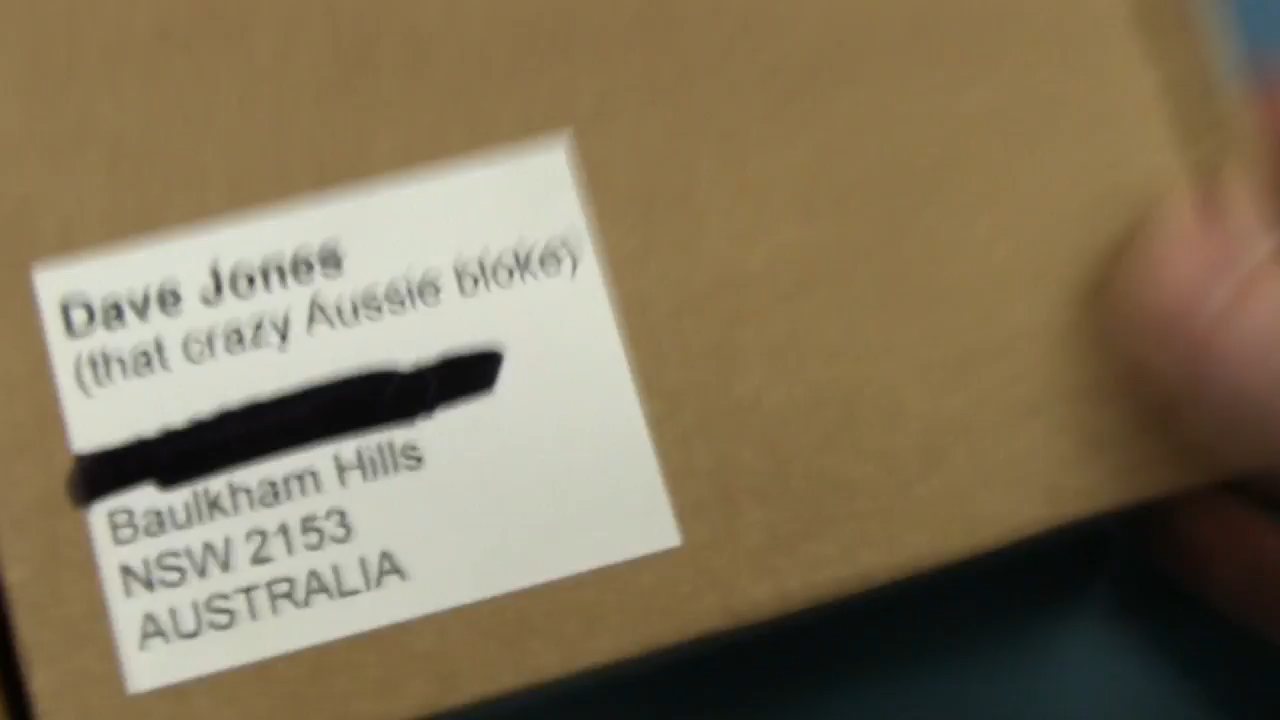 Dave Jones
(that crazy Aussie bloke)
Baulkham Hills
NSW 2153
AUSTRALIA